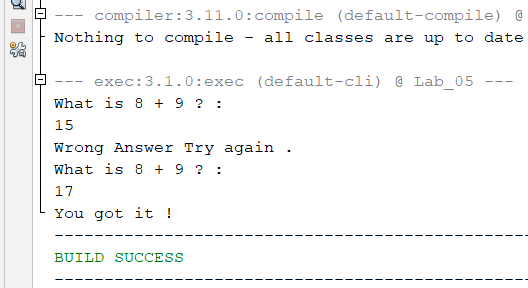 --- compiler:3.11.0:compile (default-compile) @
Nothing to compile - all classes are up to date
--- exec:3.1.0:exec (default-cli) @ Lab_05 ---
What is 8 + 9 ? :
15
Wrong Answer Try again .
What is 8 + 9 ? :
17
You got it !
------------------------------------------------
BUILD SUCCESS
------------------------------------------------